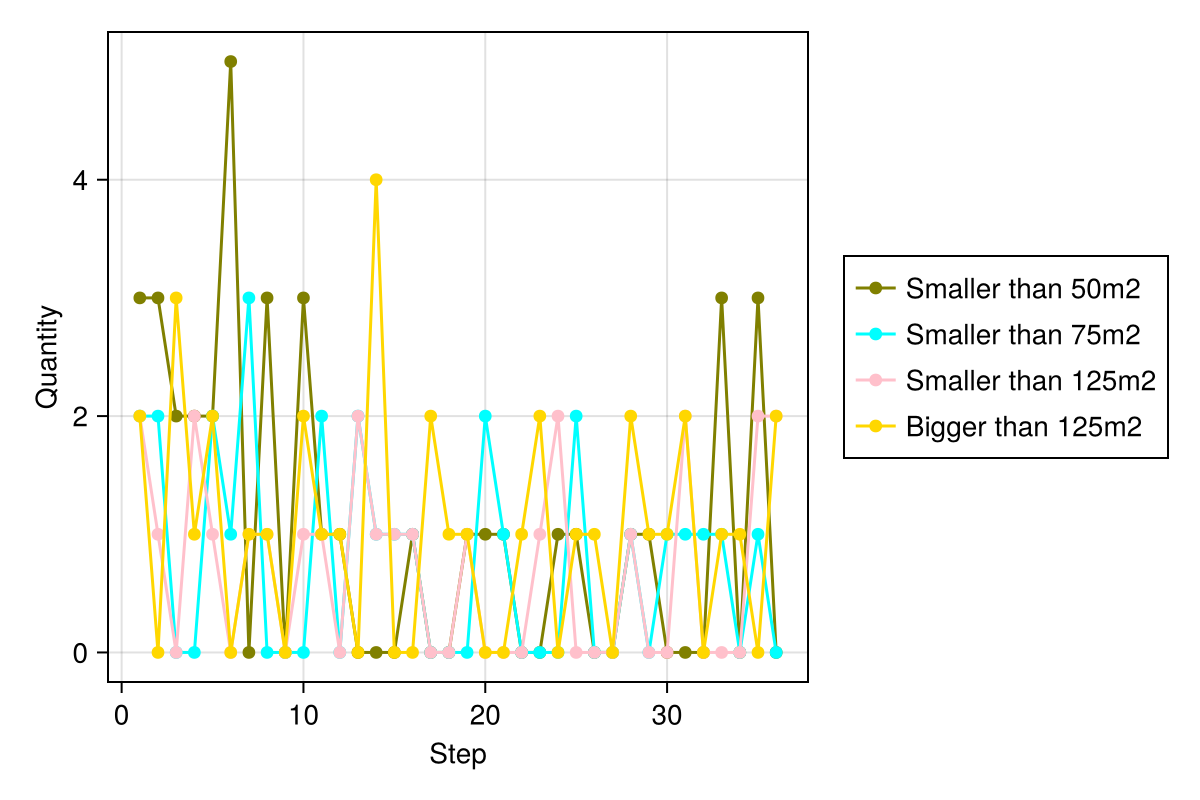 4
2
0
Quantity
0 10 20 30
Step
Smaller than 50m2
Smaller than 75m2
Smaller than 125m2
Bigger than 125m2